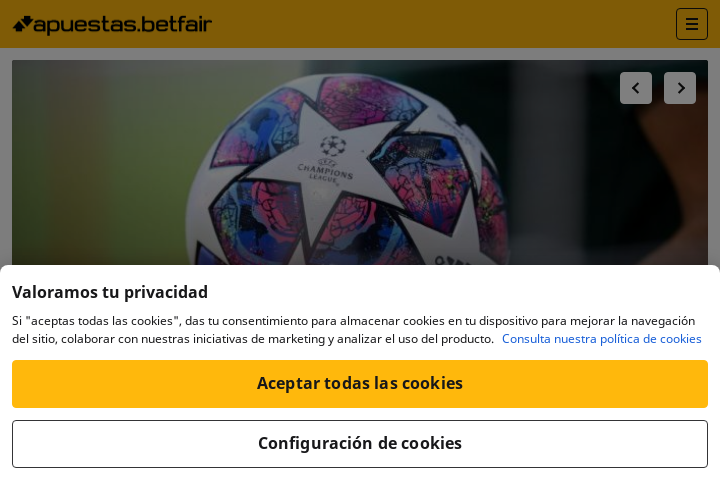 apuestas.betfair
UEFA
CHAMPIONS
LEAGUE
Valoramos tu privacidad
Si "aceptas todas las cookies", das tu consentimiento para almacenar cookies en tu dispositivo para mejorar la navegación
del sitio, colaborar con nuestras iniciativas de marketing y analizar el uso del producto. Consulta nuestra política de cookies
Aceptar todas las cookies
Configuración de cookies